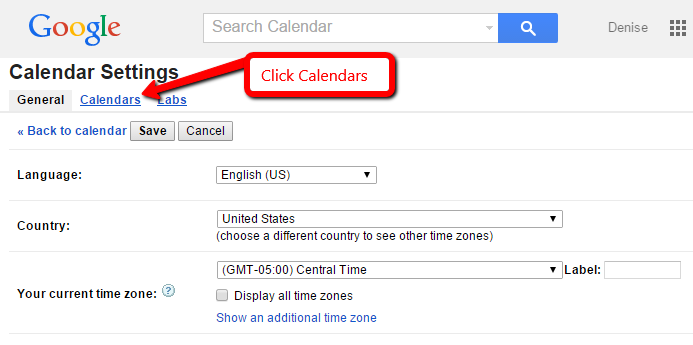 Google
Search Calendar
Denise
Calendar Settings
Click Calendars
General Calendars Labs
« Back to calendar Save Cancel
Language: English (US)
Country: United States
(choose a different country to see other time zones)
(GMT-05:00) Central Time Label:
Your current time zone: ? Display all time zones
Show an additional time zone